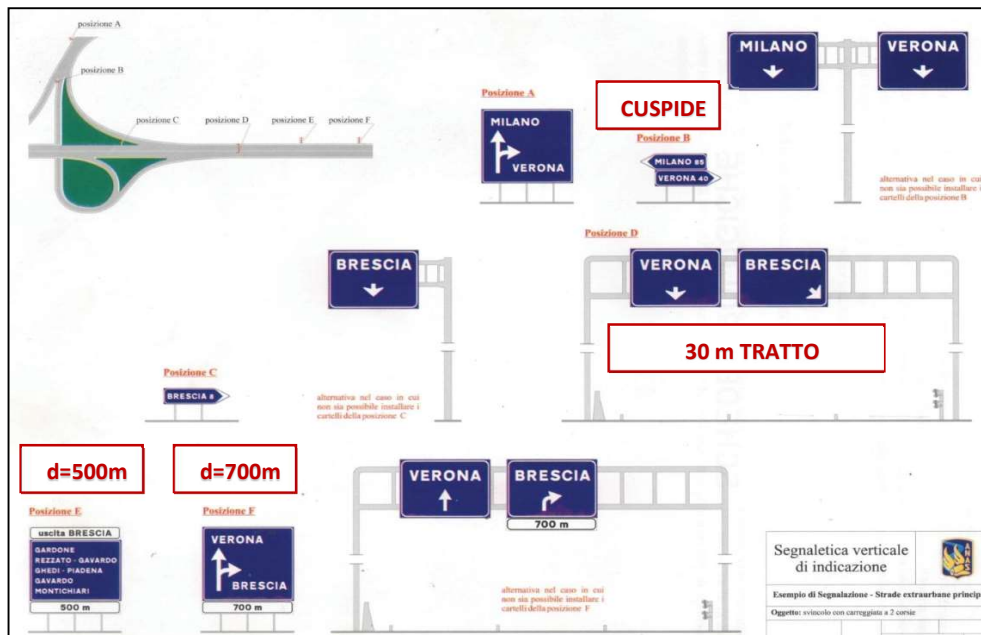 posizione A
posizione B
posizione C
posizione D
posizione E
posizione F
Posizione A
MILANO
VERONA
CUSPIDE
Posizione B
MILANO 85
VERONA 40
MILANO
VERONA
alternativa nel caso in cui
non sia possibile installare i
cartelli della posizione B
Posizione C
BRESCIA 8
BRESCIA
alternativa nel caso in cui
non sia possibile installare i
cartelli della posizione C
Posizione D
VERONA
BRESCIA
30 m TRATTO
d=500m
Posizione E
uscita BRESCIA
GARDONE
REZZATO - GAVARDO
GHEDI - PIADENA
GAVARDO
MONTICHIARI
500 m
d=700m
Posizione F
VERONA
BRESCIA
700 m
VERONA
BRESCIA
700 m
alternativa nel caso in cui
non sia possibile installare i
cartelli della posizione F
Segnaletica verticale
di indicazione
ANAS
Esempio di Segnalazione - Strade extraurbane princip
Oggetto: svincolo con carreggiata a 2 corsie